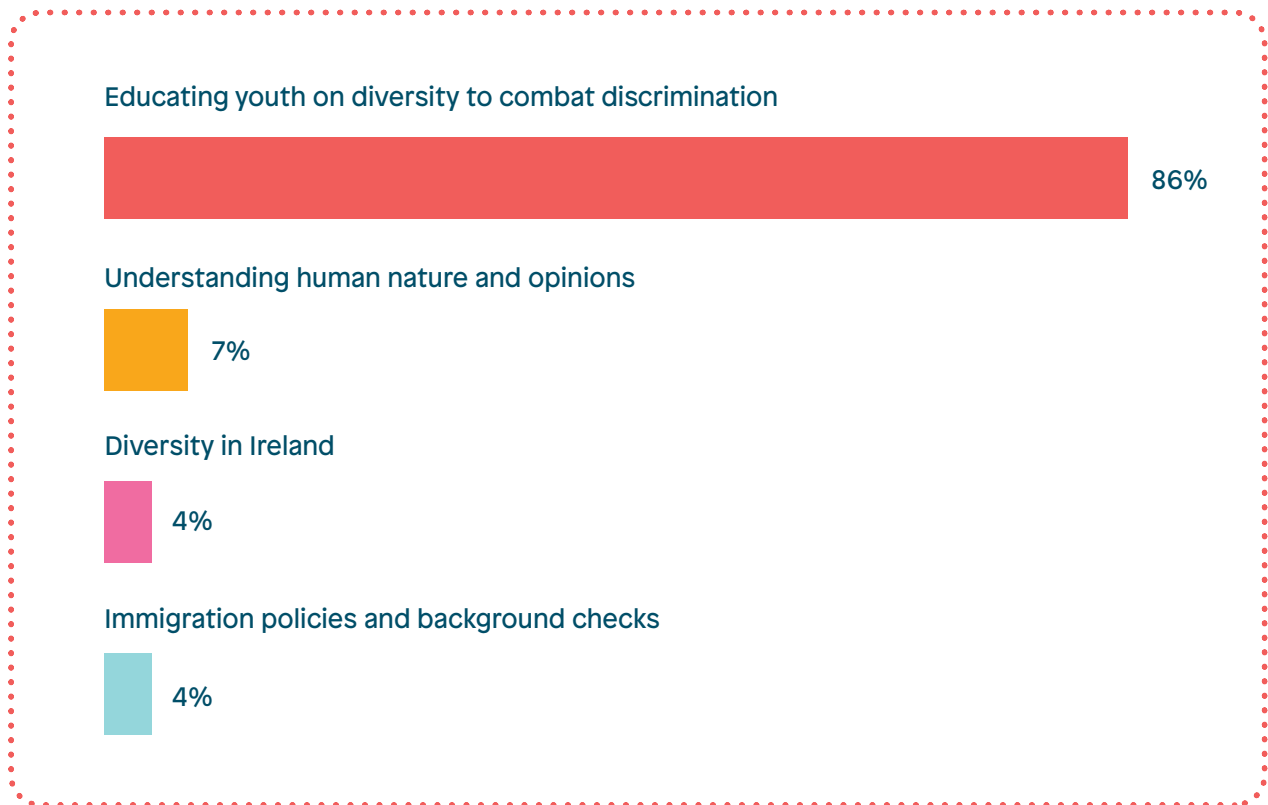 Educating youth on diversity to combat discrimination
86%
Understanding human nature and opinions
7%
Diversity in Ireland
4%
Immigration policies and background checks
4%